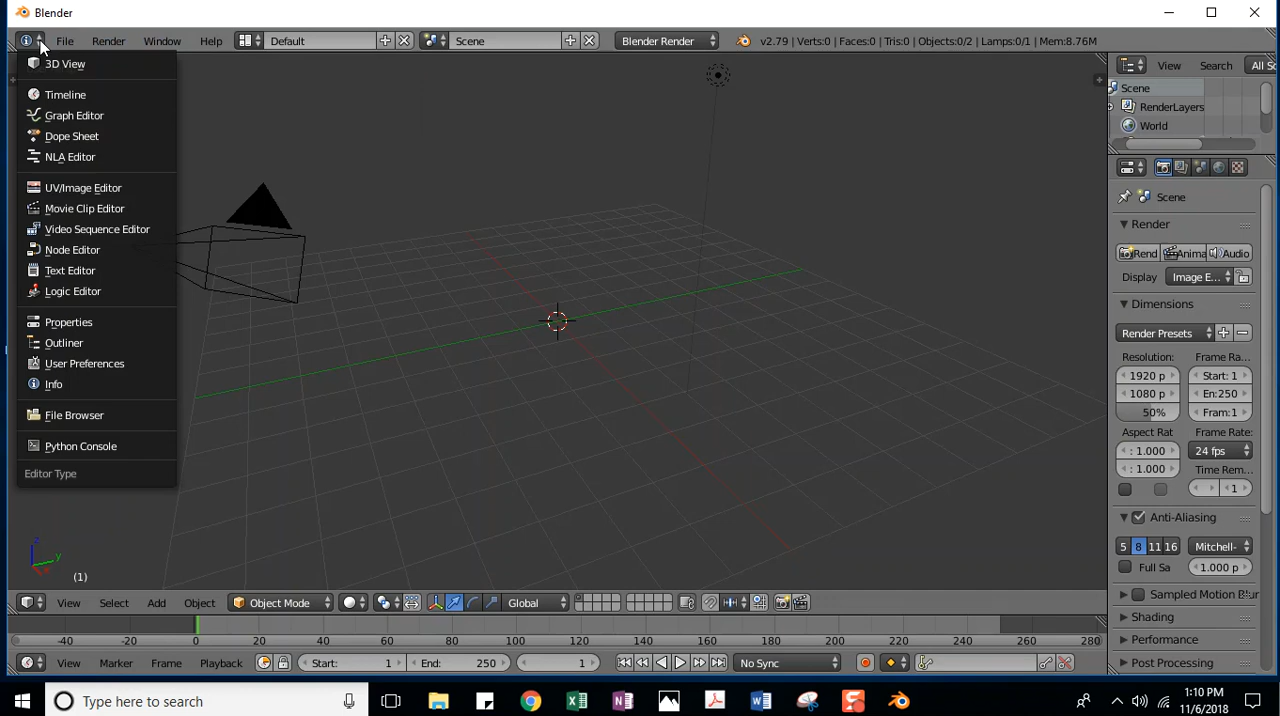 Blender
File Render Window Help Default Scene Blender Render v2.79 | Verts:0 | Faces:0 | Tris:0 | Objects:0/2 | Lamps:0/1 | Mem:8.76M
3D View
Timeline
Graph Editor
Dope Sheet
NLA Editor
UV/Image Editor
Movie Clip Editor
Video Sequence Editor
Node Editor
Text Editor
Logic Editor
Properties
Outliner
User Preferences
Info
File Browser
Python Console
Editor Type
z
y
(1)
View Search All Sc
Scene
RenderLayers
World
Scene
Render
Rend Anima Audio
Display Image E...
Dimensions
Render Presets
Resolution: Frame Ra...
1920 p Start: 1
1080 p En:250
50% Fram:1
Aspect Rat Frame Rate:
: 1.000 24 fps
: 1.000 Time Rem...
1
Anti-Aliasing
5 8 11 16 Mitchell-
Full Sa 1.000 p
Sampled Motion Blur
Shading
Performance
Post Processing
View Select Add Object Object Mode Global
-40 -20 0 20 40 60 80 100 120 140 160 180 200 220 240 260 280
View Marker Frame Playback Start: 1 End: 250 1 No Sync
Type here to search
1:10 PM
11/6/2018